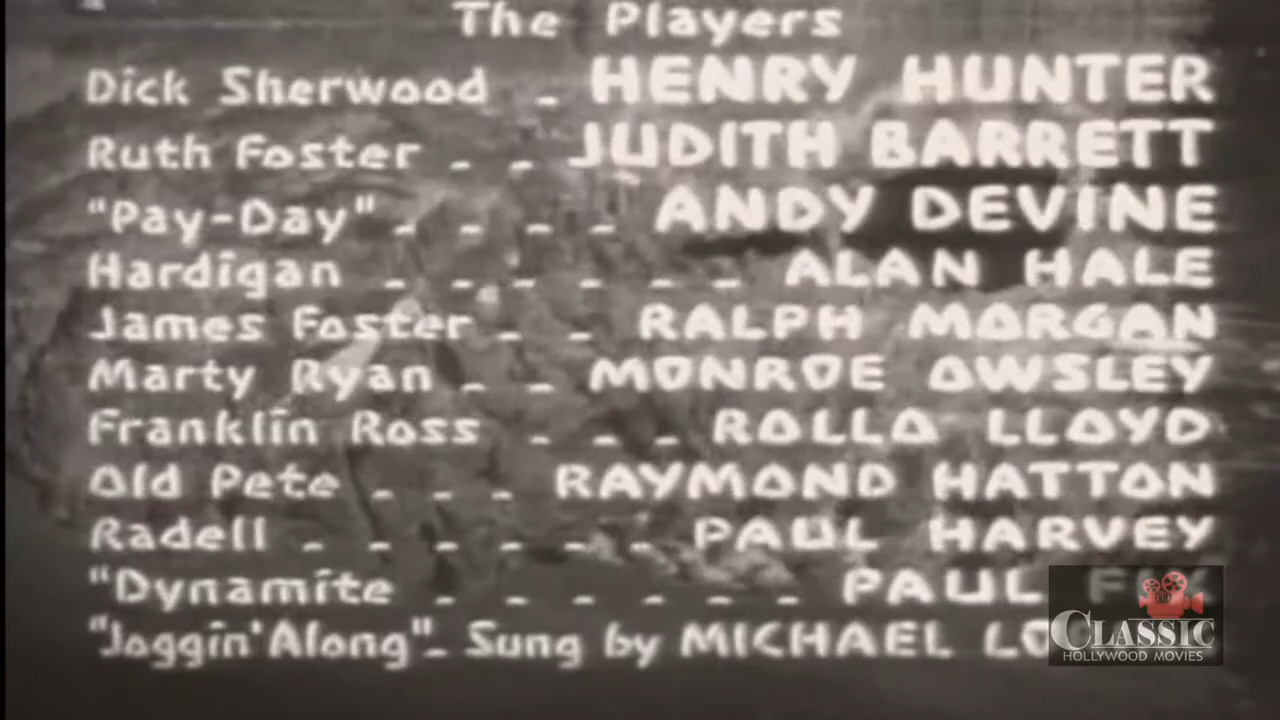 The Players
Dick Sherwood - HENRY HUNTER
Ruth Foster - - JUDITH BARRETT
"Pay-Day" - - - - ANDY DEVINE
Hardigan - - - - - - ALAN HALE
James Foster - - RALPH MORGAN
Marty Ryan - - MONROE OWSLEY
Franklin Ross - - - ROLLO LLOYD
Old Pete - - - RAYMOND HATTON
Radell - - - - - - PAUL HARVEY
"Dynamite - - - - - - PAUL
"Joggin' Along" - Sung by MICHAEL
CLASSIC
HOLLYWOOD MOVIES